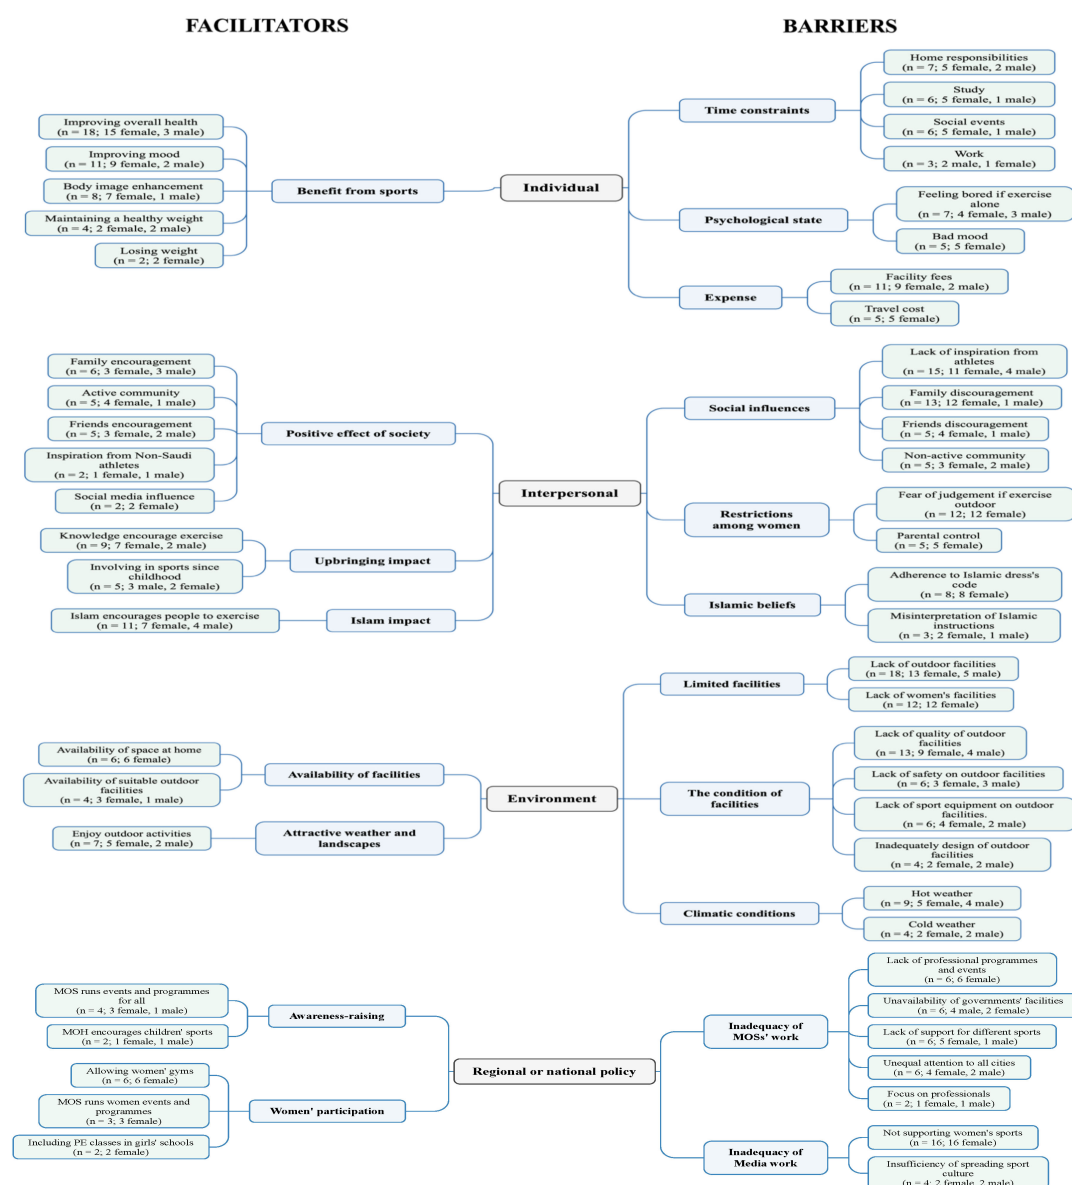 FACILITATORS
BARRIERS
Improving overall health
(n = 18; 15 female, 3 male)
Improving mood
(n = 11; 9 female, 2 male)
Body image enhancement
(n = 8; 7 female, 1 male)
Maintaining a healthy weight
(n = 4; 2 female, 2 male)
Losing weight
(n = 2; 2 female)
Benefit from sports
Individual
Time constraints
Home responsibilities
(n = 7; 5 female, 2 male)
Study
(n = 6; 5 female, 1 male)
Social events
(n = 6; 5 female, 1 male)
Work
(n = 3; 2 male, 1 female)
Psychological state
Feeling bored if exercise
alone
(n = 7; 4 female, 3 male)
Bad mood
(n = 5; 5 female)
Expense
Facility fees
(n = 11; 9 female, 2 male)
Travel cost
(n = 5; 5 female)
Family encouragement
(n = 6; 3 female, 3 male)
Active community
(n = 5; 4 female, 1 male)
Friends encouragement
(n = 5; 3 female, 2 male)
Inspiration from Non-Saudi
athletes
(n = 2; 1 female, 1 male)
Social media influence
(n = 2; 2 female)
Positive effect of society
Knowledge encourage exercise
(n = 9; 7 female, 2 male)
Involving in sports since
childhood
(n = 5; 3 male, 2 female)
Upbringing impact
Islam encourages people to exercise
(n = 11; 7 female, 4 male)
Islam impact
Interpersonal
Social influences
Lack of inspiration from
athletes
(n = 15; 11 female, 4 male)
Family discouragement
(n = 13; 12 female, 1 male)
Friends discouragement
(n = 5; 4 female, 1 male)
Non-active community
(n = 5; 3 female, 2 male)
Restrictions
among women
Fear of judgement if exercise
outdoor
(n = 12; 12 female)
Parental control
(n = 5; 5 female)
Islamic beliefs
Adherence to Islamic dress's
code
(n = 8; 8 female)
Misinterpretation of Islamic
instructions
(n = 3; 2 female, 1 male)
Availability of space at home
(n = 6; 6 female)
Availability of suitable outdoor
facilities
(n = 4; 3 female, 1 male)
Availability of facilities
Enjoy outdoor activities
(n = 7; 5 female, 2 male)
Attractive weather and
landscapes
Environment
Limited facilities
Lack of outdoor facilities
(n = 18; 13 female, 5 male)
Lack of women's facilities
(n = 12; 12 female)
The condition of
facilities
Lack of quality of outdoor
facilities
(n = 13; 9 female, 4 male)
Lack of safety on outdoor facilities
(n = 6; 3 female, 3 male)
Lack of sport equipment on outdoor
facilities.
(n = 6; 4 female, 2 male)
Inadequately design of outdoor
facilities
(n = 4; 2 female, 2 male)
Climatic conditions
Hot weather
(n = 9; 5 female, 4 male)
Cold weather
(n = 4; 2 female, 2 male)
MOS runs events and programmes
for all
(n = 4; 3 female, 1 male)
MOH encourages children' sports
(n = 2; 1 female, 1 male)
Awareness-raising
Allowing women' gyms
(n = 6; 6 female)
MOS runs women events and
programmes
(n = 3; 3 female)
Including PE classes in girls' schools
(n = 2; 2 female)
Women' participation
Regional or national policy
Inadequacy of
MOSs' work
Lack of professional programmes
and events
(n = 6; 6 female)
Unavailability of governments' facilities
(n = 6; 4 male, 2 female)
Lack of support for different sports
(n = 6; 5 female, 1 male)
Unequal attention to all cities
(n = 6; 4 female, 2 male)
Focus on professionals
(n = 2; 1 female, 1 male)
Inadequacy of
Media work
Not supporting women's sports
(n = 16; 16 female)
Insufficiency of spreading sport
culture
(n = 4; 2 female, 2 male)